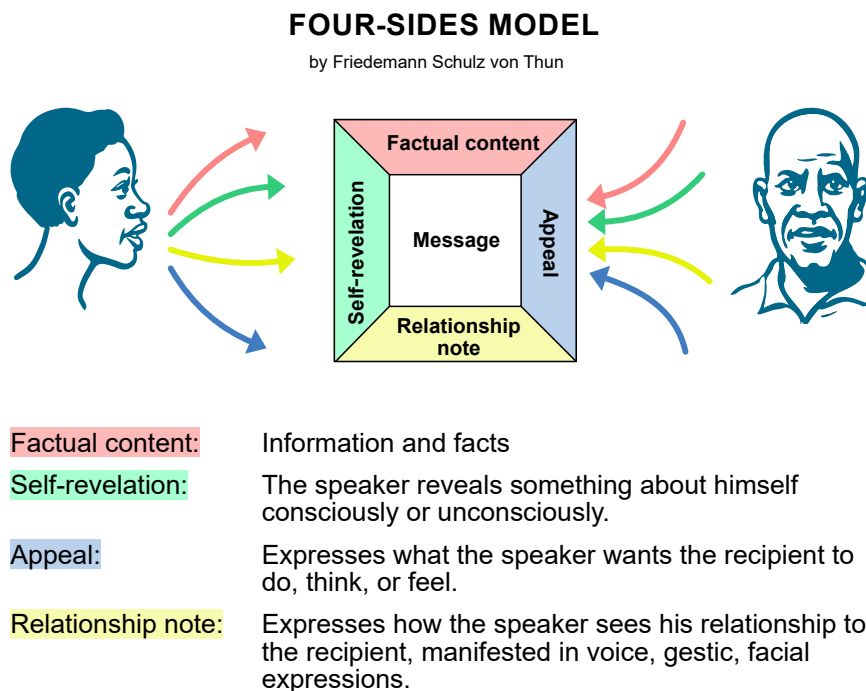 FOUR-SIDES MODEL
by Friedemann Schulz von Thun
Factual content
Self-revelation
Message
Appeal
Relationship
note
Factual content: Information and facts
Self-revelation: The speaker reveals something about himself
consciously or unconsciously.
Appeal: Expresses what the speaker wants the recipient to
do, think, or feel.
Relationship note: Expresses how the speaker sees his relationship to
the recipient, manifested in voice, gestic, facial
expressions.